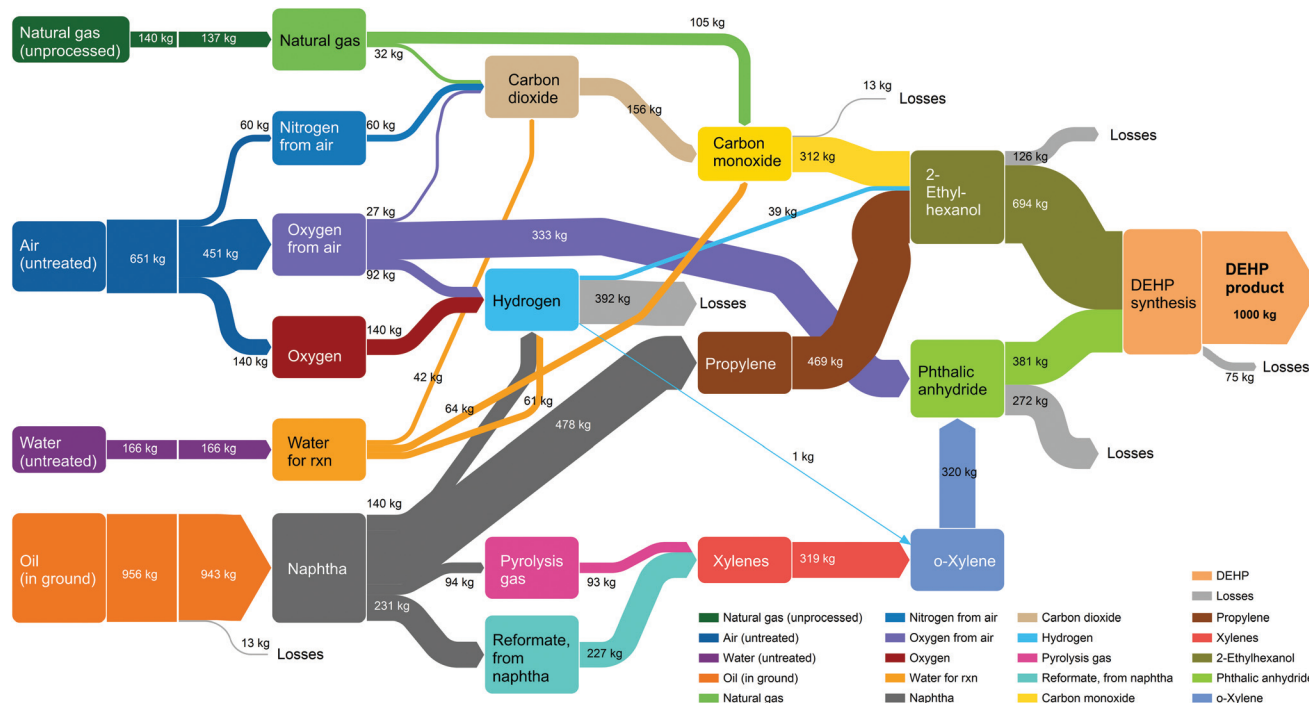 105 kg
Natural gas
(unprocessed)
140 kg
137 kg
Natural gas
32 kg
Carbon
dioxide
156 kg
13 kg
Losses
60 kg
Nitrogen
from air
60 kg
Carbon
monoxide
312 kg
2-
Ethyl-
hexanol
126 kg
Losses
694 kg
39 kg
Air
(untreated)
651 kg
451 kg
Oxygen
from air
27 kg
92 kg
333 kg
Hydrogen
392 kg
Losses
DEHP
synthesis
DEHP
product
1000 kg
75 kg
Losses
140 kg
Oxygen
140 kg
42 kg
64 kg
61 kg
Propylene
469 kg
Phthalic
anhydride
381 kg
272 kg
Losses
Water
(untreated)
166 kg
166 kg
Water
for rxn
478 kg
1 kg
320 kg
Oil
(in ground)
956 kg
943 kg
13 kg
Losses
Naphtha
140 kg
94 kg
231 kg
Pyrolysis
gas
93 kg
Reformate,
from
naphtha
227 kg
Xylenes
319 kg
o-Xylene
Natural gas (unprocessed)
Air (untreated)
Water (untreated)
Oil (in ground)
Natural gas
Nitrogen from air
Oxygen from air
Oxygen
Water for rxn
Naphtha
Carbon dioxide
Hydrogen
Pyrolysis gas
Reformate, from naphtha
Carbon monoxide
DEHP
Losses
Propylene
Xylenes
2-Ethylhexanol
Phthalic anhydride
o-Xylene